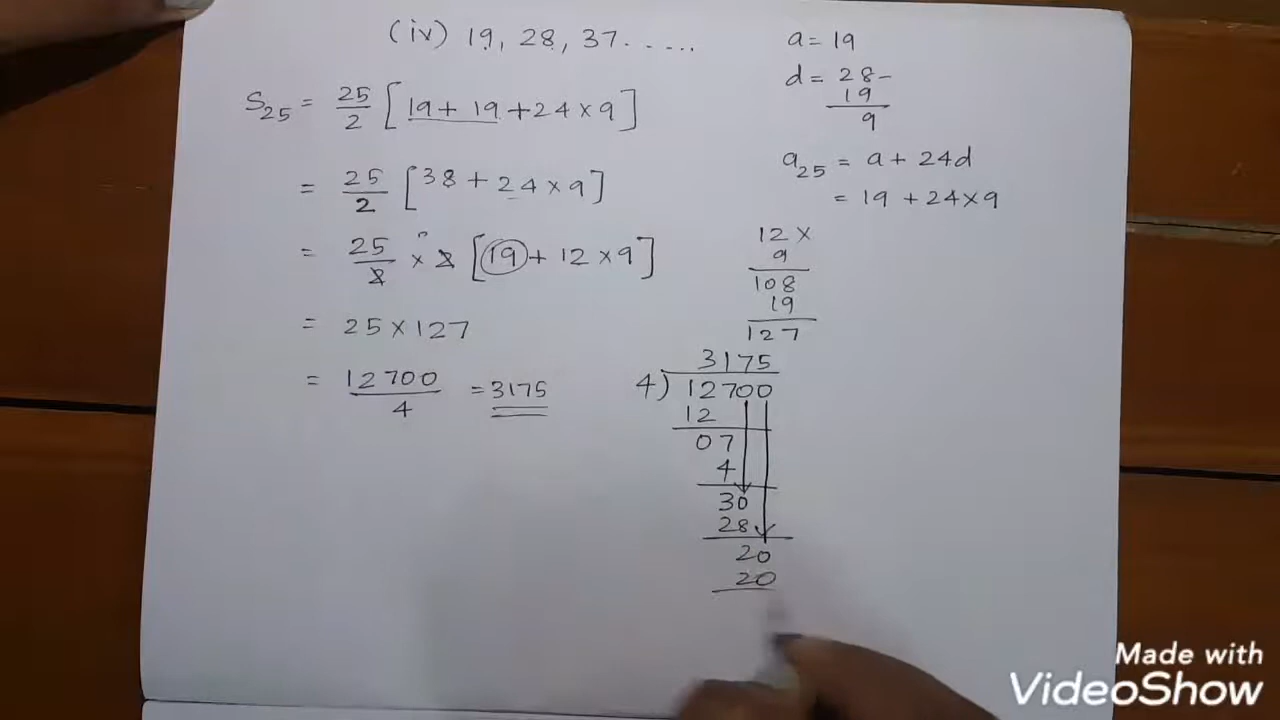 (iv) 19, 28, 37......
S25 = 25/2 [19 + 19 + 24 × 9]
= 25/2 [38 + 24 × 9]
= 25/2 × 2 [19 + 12 × 9]
= 25 × 127
= 12700/4 = 3175
a = 19
d = 28-
19
9
a25 = a + 24d
= 19 + 24 × 9
12 ×
9
108
19
127
3175
4) 12700
12
07
4
30
28
20
20
Made with
VideoShow